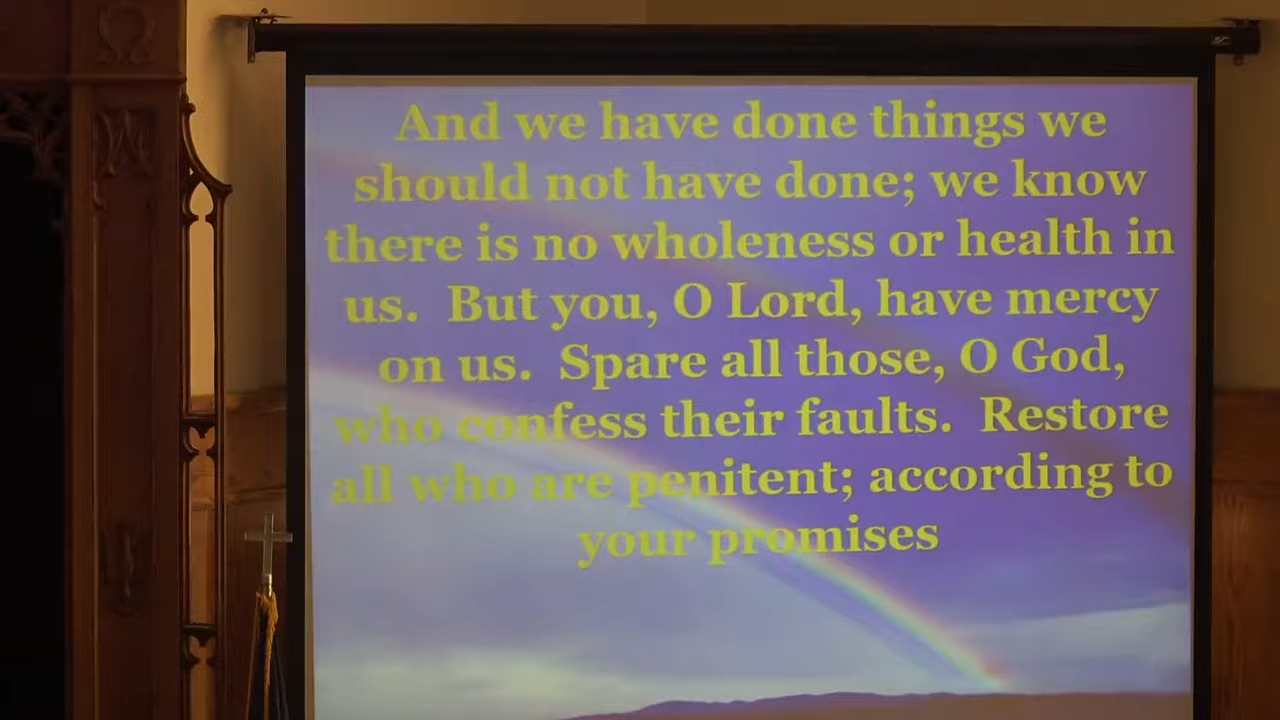 And we have done things we
should not have done; we know
there is no wholeness or health in
us.  But you, O Lord, have mercy
on us.  Spare all those, O God,
who confess their faults.  Restore
all who are penitent; according to
your promises